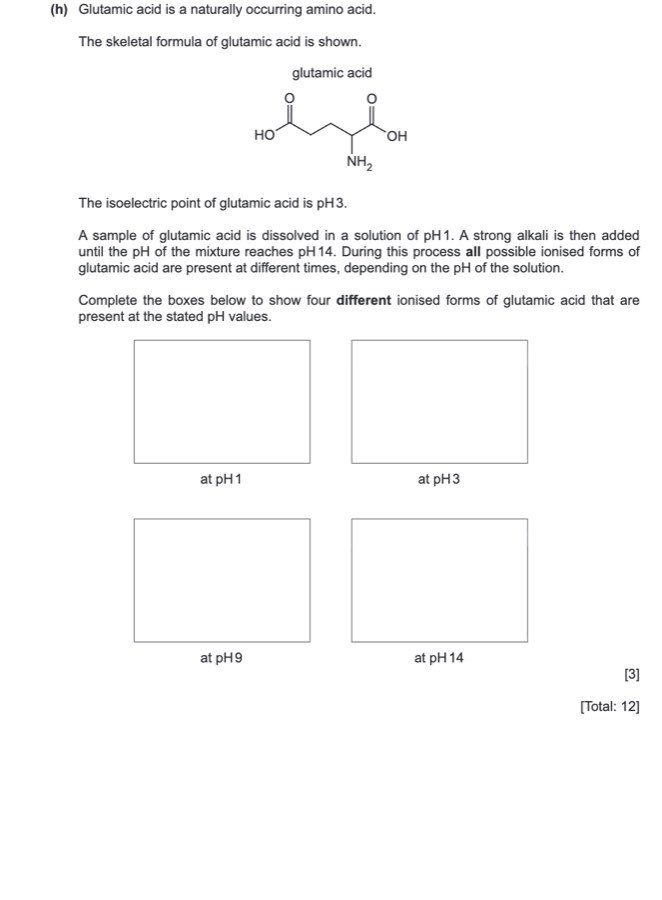 (h) Glutamic acid is a naturally occurring amino acid.
The skeletal formula of glutamic acid is shown.
glutamic acid
O
O
HO
OH
NH2
The isoelectric point of glutamic acid is pH 3.
A sample of glutamic acid is dissolved in a solution of pH 1. A strong alkali is then added
until the pH of the mixture reaches pH 14. During this process all possible ionised forms of
glutamic acid are present at different times, depending on the pH of the solution.
Complete the boxes below to show four different ionised forms of glutamic acid that are
present at the stated pH values.
at pH 1
at pH 3
at pH 9
at pH 14
[3]
[Total: 12]